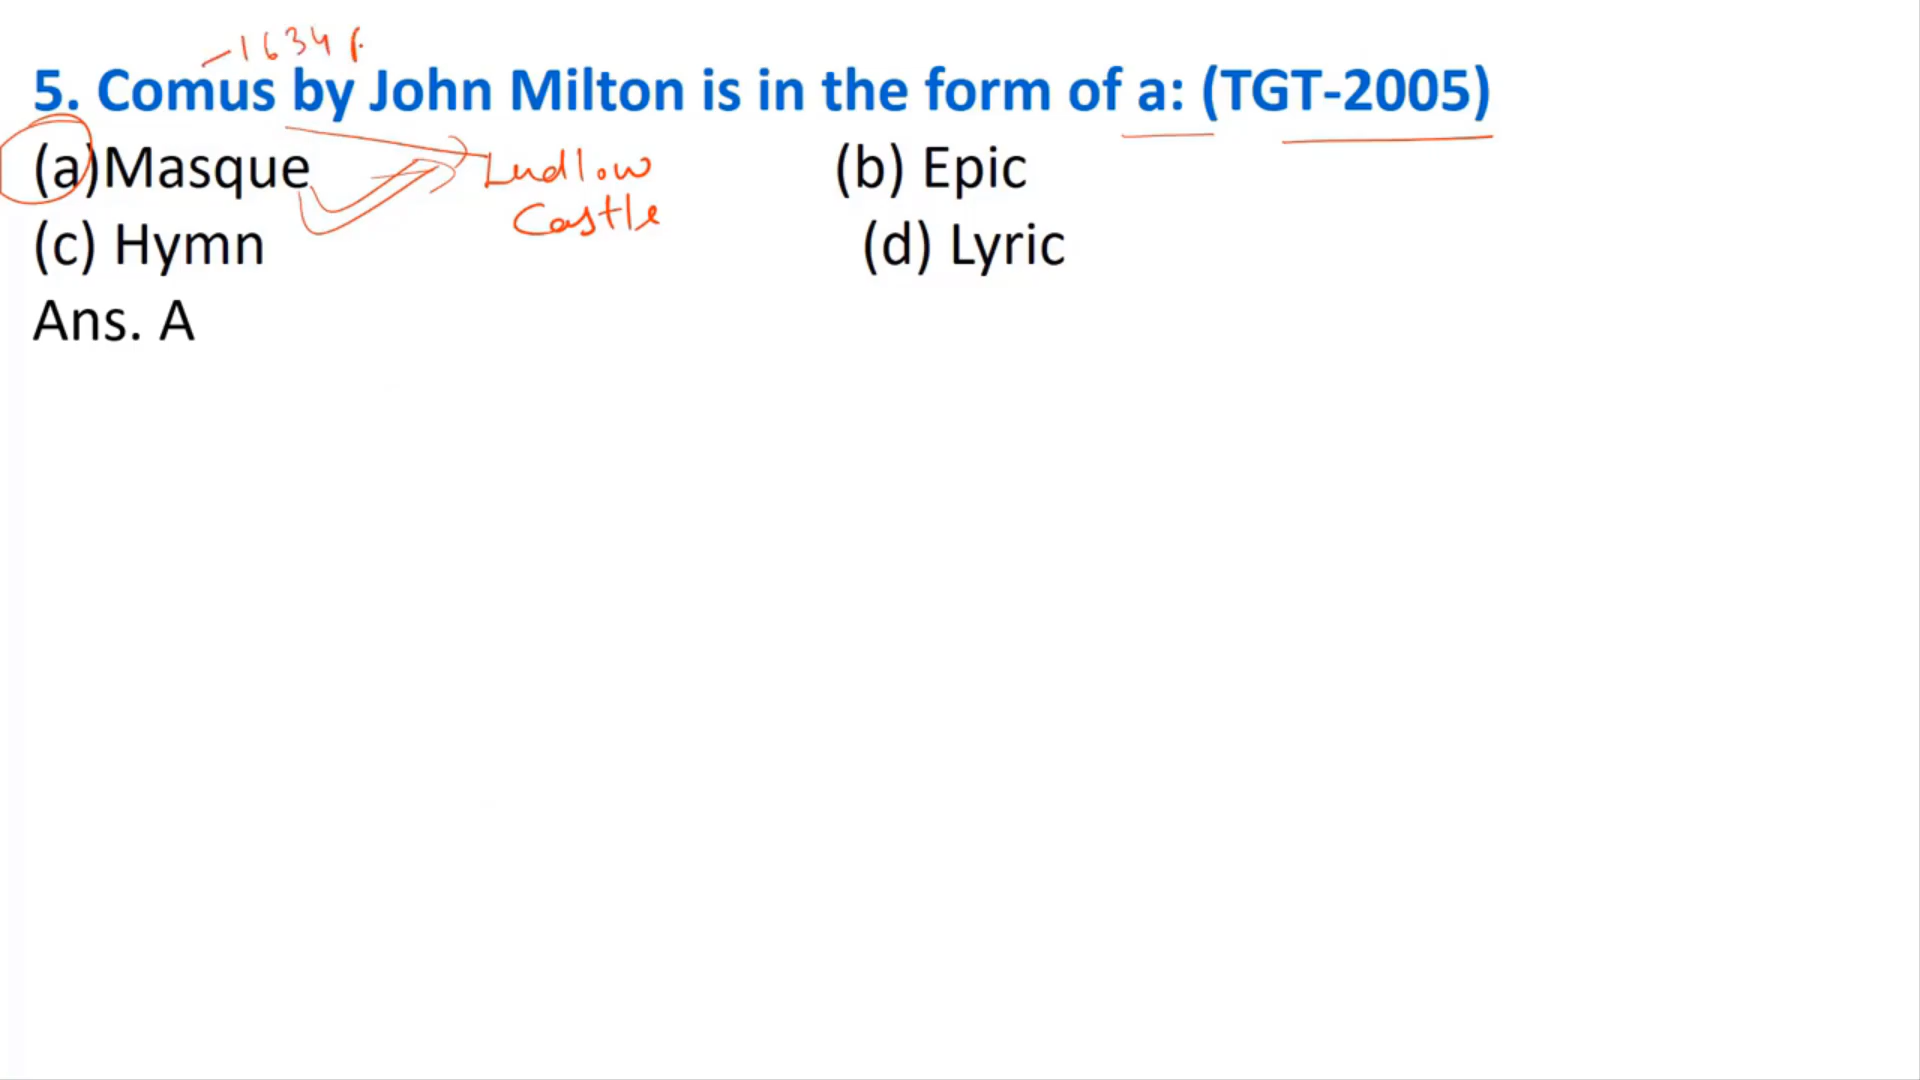 -1634 P.
5. Comus by John Milton is in the form of a: (TGT-2005)
(a)Masque (b) Epic
Ludlow
Castle
(c) Hymn (d) Lyric
Ans. A